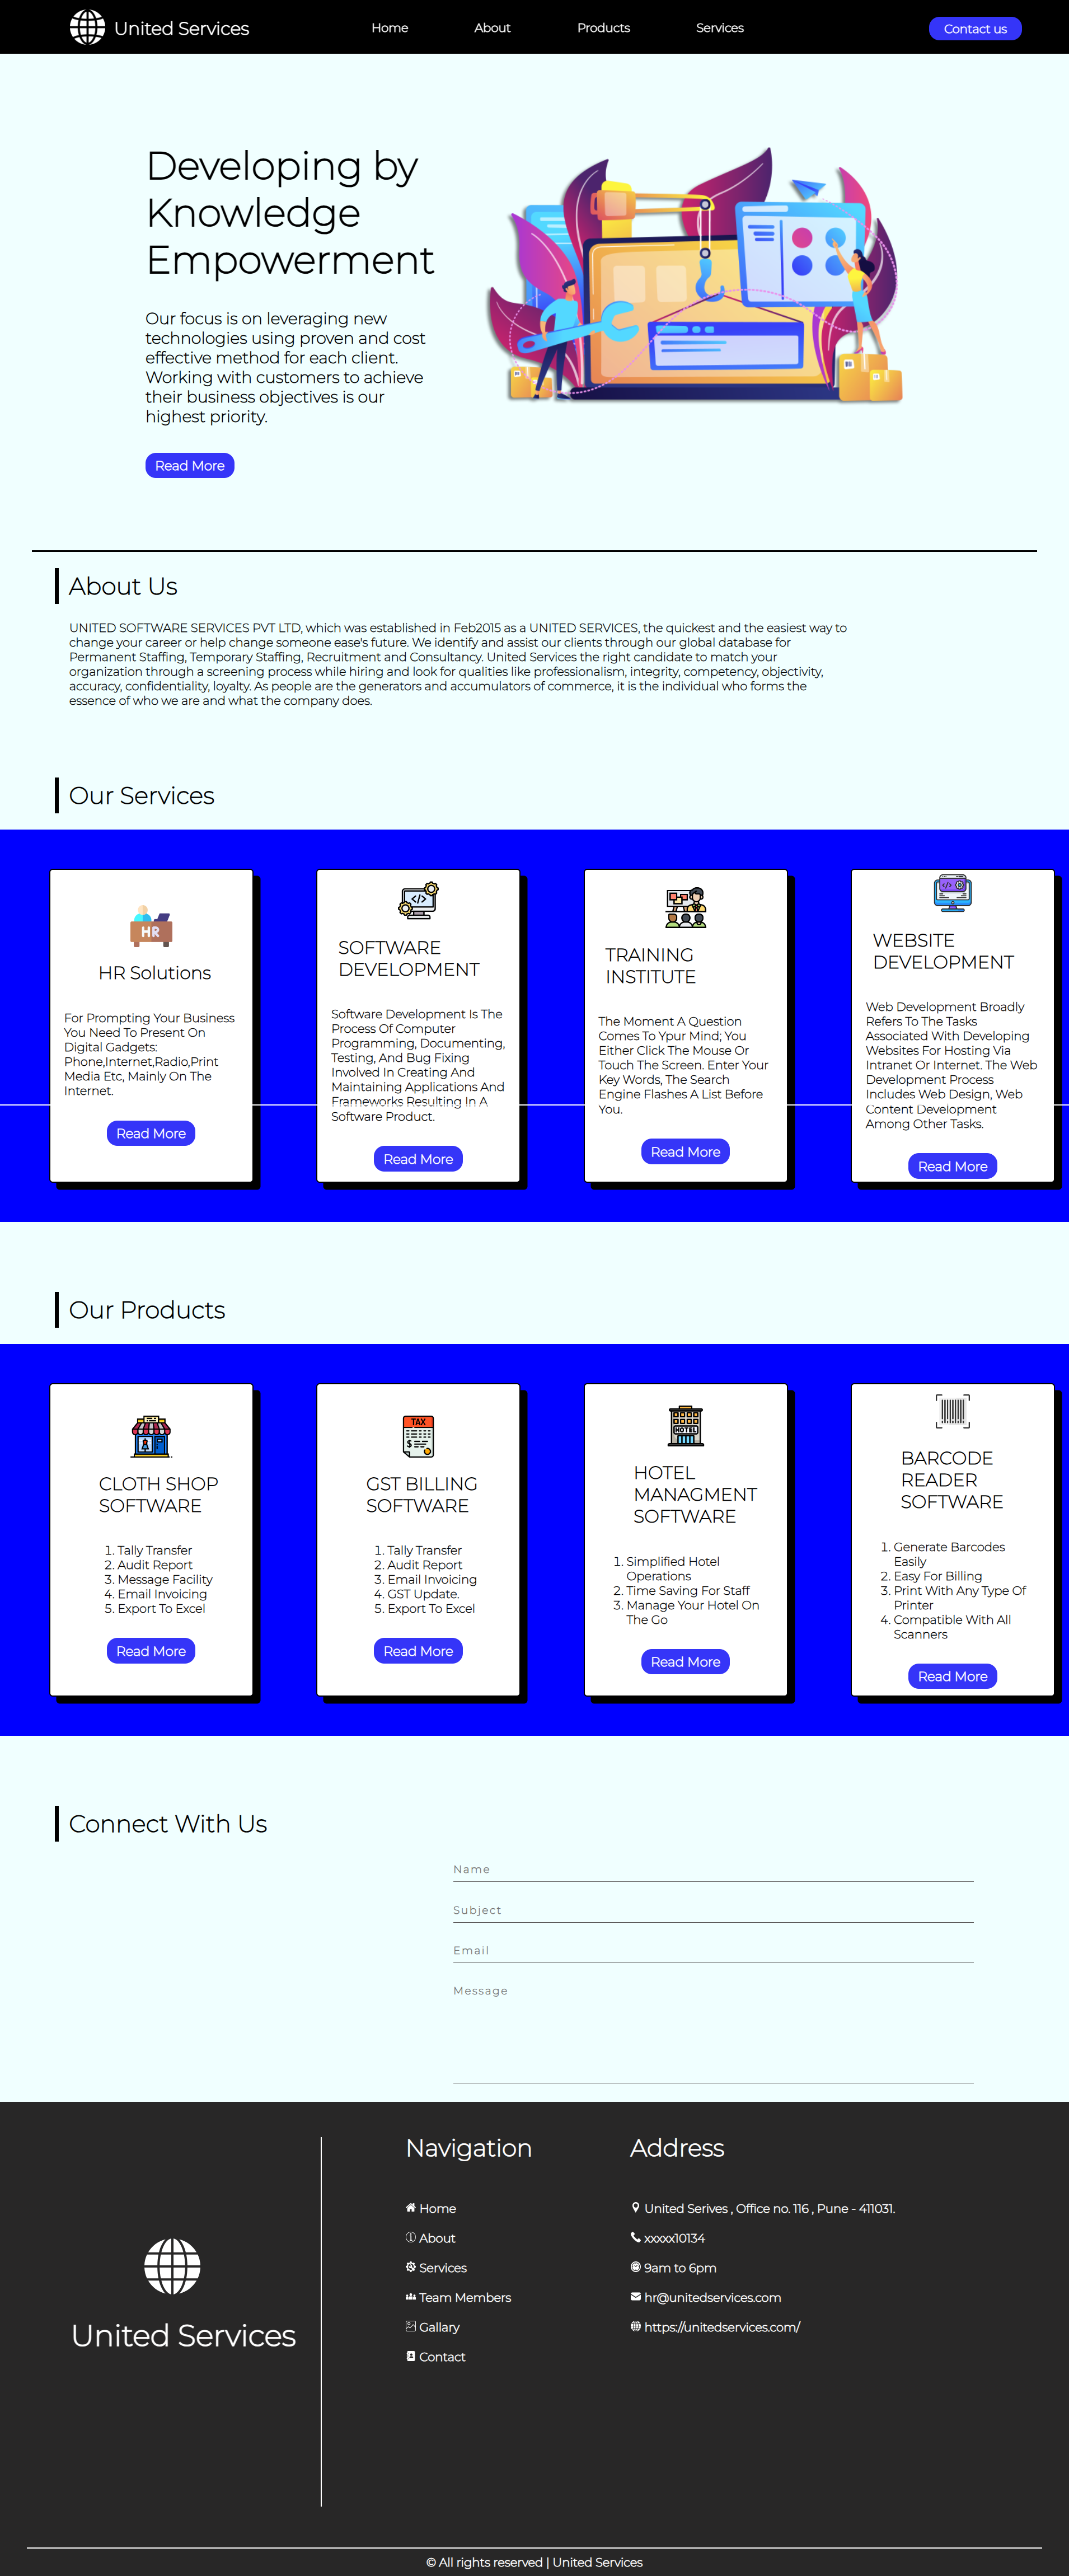 United Services
Home
About
Products
Services
Contact us
Developing by
Knowledge
Empowerment
Our focus is on leveraging new
technologies using proven and cost
effective method for each client.
Working with customers to achieve
their business objectives is our
highest priority.
Read More
About Us
UNITED SOFTWARE SERVICES PVT LTD, which was established in Feb2015 as a UNITED SERVICES, the quickest and the easiest way to
change your career or help change someone ease's future. We identify and assist our clients through our global database for
Permanent Staffing, Temporary Staffing, Recruitment and Consultancy. United Services the right candidate to match your
organization through a screening process while hiring and look for qualities like professionalism, integrity, competency, objectivity,
accuracy, confidentiality, loyalty. As people are the generators and accumulators of commerce, it is the individual who forms the
essence of who we are and what the company does.
Our Services
HR
HR Solutions
For Prompting Your Business
You Need To Present On
Digital Gadgets:
Phone,Internet,Radio,Print
Media Etc, Mainly On The
Internet.
Read More
SOFTWARE
DEVELOPMENT
Software Development Is The
Process Of Computer
Programming, Documenting,
Testing, And Bug Fixing
Involved In Creating And
Maintaining Applications And
Frameworks Resulting In A
Software Product.
Read More
TRAINING
INSTITUTE
The Moment A Question
Comes To Ypur Mind; You
Either Click The Mouse Or
Touch The Screen. Enter Your
Key Words, The Search
Engine Flashes A List Before
You.
Read More
WEBSITE
DEVELOPMENT
Web Development Broadly
Refers To The Tasks
Associated With Developing
Websites For Hosting Via
Intranet Or Internet. The Web
Development Process
Includes Web Design, Web
Content Development
Among Other Tasks.
Read More
Our Products
CLOTH SHOP
SOFTWARE
1. Tally Transfer
2. Audit Report
3. Message Facility
4. Email Invoicing
5. Export To Excel
Read More
TAX
GST BILLING
SOFTWARE
1. Tally Transfer
2. Audit Report
3. Email Invoicing
4. GST Update.
5. Export To Excel
Read More
HOTEL
HOTEL
MANAGMENT
SOFTWARE
1. Simplified Hotel
Operations
2. Time Saving For Staff
3. Manage Your Hotel On
The Go
Read More
BARCODE
READER
SOFTWARE
1. Generate Barcodes
Easily
2. Easy For Billing
3. Print With Any Type Of
Printer
4. Compatible With All
Scanners
Read More
Connect With Us
Name
Subject
Email
Message
United Services
Navigation
Home
About
Services
Team Members
Gallary
Contact
Address
United Serives , Office no. 116 , Pune - 411031.
xxxxx10134
9am to 6pm
hr@unitedservices.com
https://unitedservices.com/
© All rights reserved | United Services